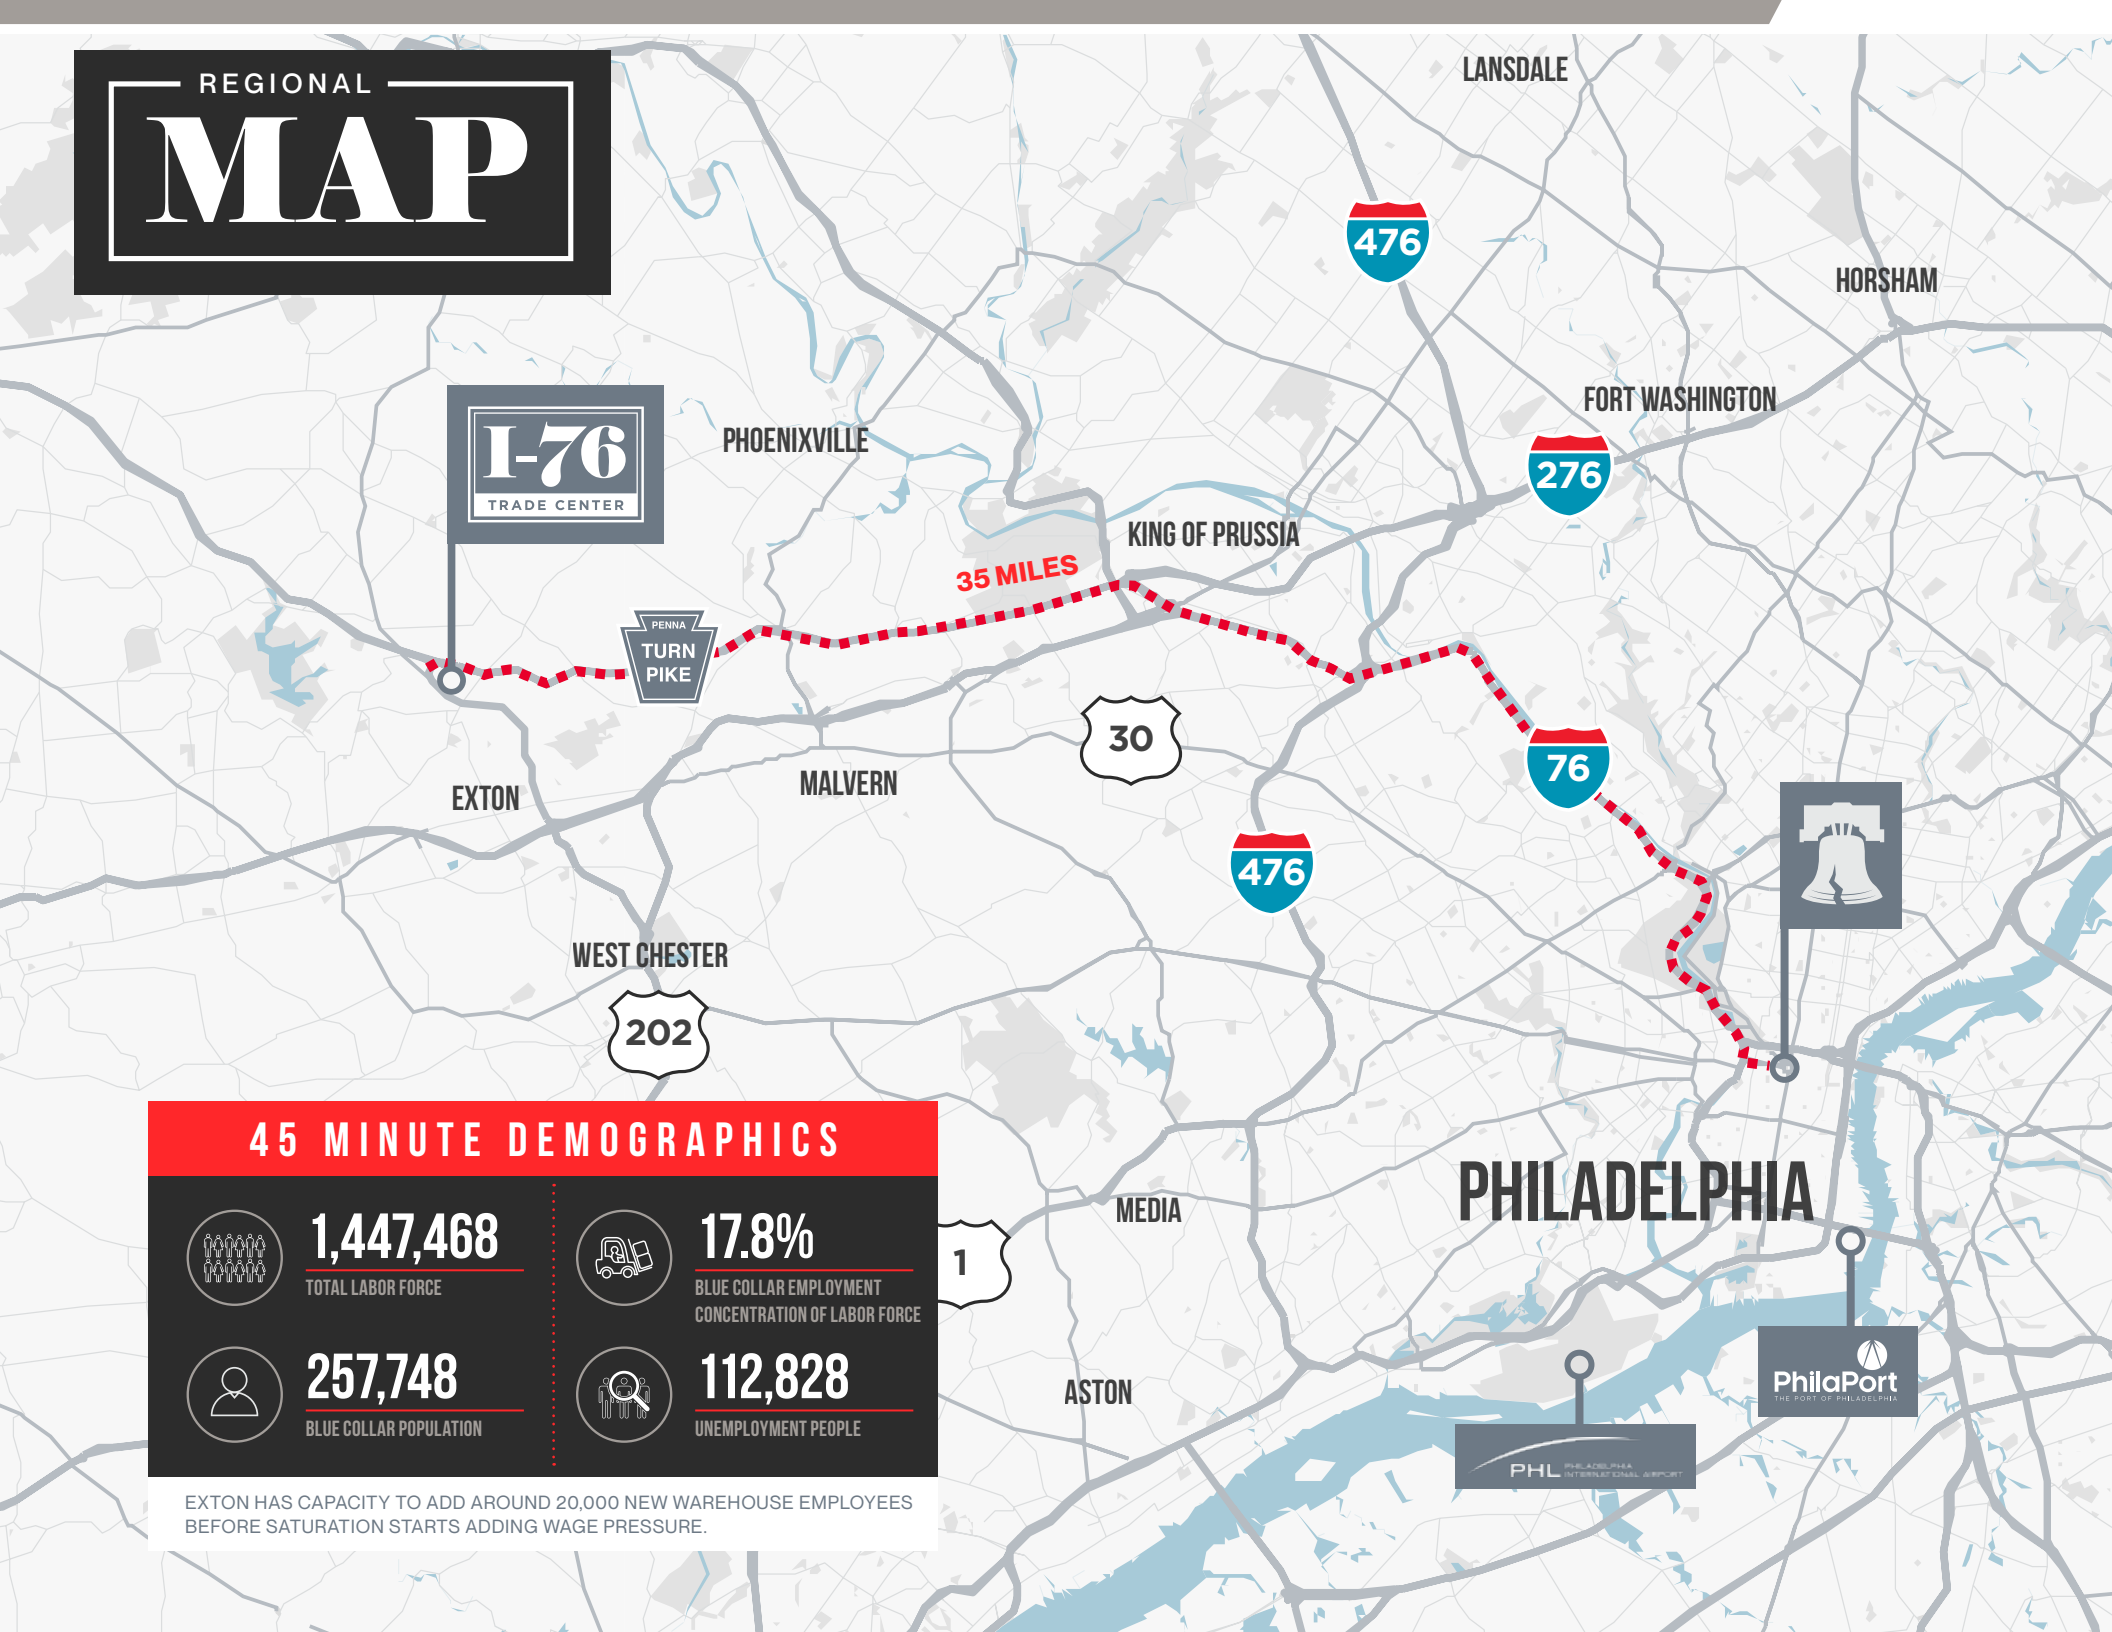 REGIONAL
MAP
LANSDALE
476
HORSHAM
FORT WASHINGTON
I-76
TRADE CENTER
PHOENIXVILLE
276
KING OF PRUSSIA
35 MILES
PENNA
TURN
PIKE
30
76
EXTON
MALVERN
476
WEST CHESTER
202
45 MINUTE DEMOGRAPHICS
1,447,468
TOTAL LABOR FORCE
17.8%
BLUE COLLAR EMPLOYMENT
CONCENTRATION OF LABOR FORCE
257,748
BLUE COLLAR POPULATION
112,828
UNEMPLOYMENT PEOPLE
EXTON HAS CAPACITY TO ADD AROUND 20,000 NEW WAREHOUSE EMPLOYEES
BEFORE SATURATION STARTS ADDING WAGE PRESSURE.
MEDIA
PHILADELPHIA
1
ASTON
PhilaPort
THE PORT OF PHILADELPHIA
PHL
PHILADELPHIA
INTERNATIONAL AIRPORT